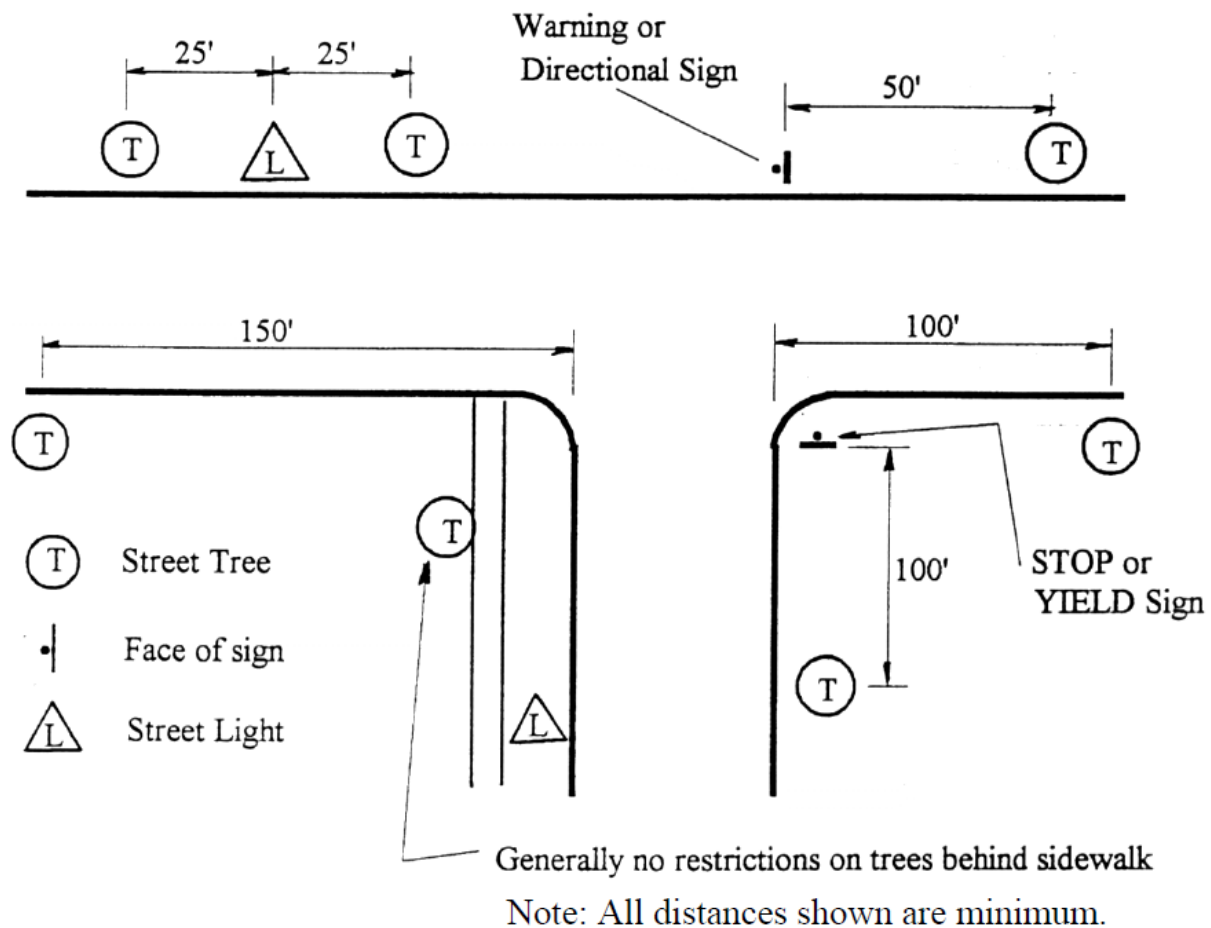 Warning or
Directional Sign
25'
25'
50'
T
L
T
T
150'
100'
T
T
T
100'
STOP or
YIELD Sign
T
L
T Street Tree
Face of sign
L Street Light
Generally no restrictions on trees behind sidewalk
Note: All distances shown are minimum.